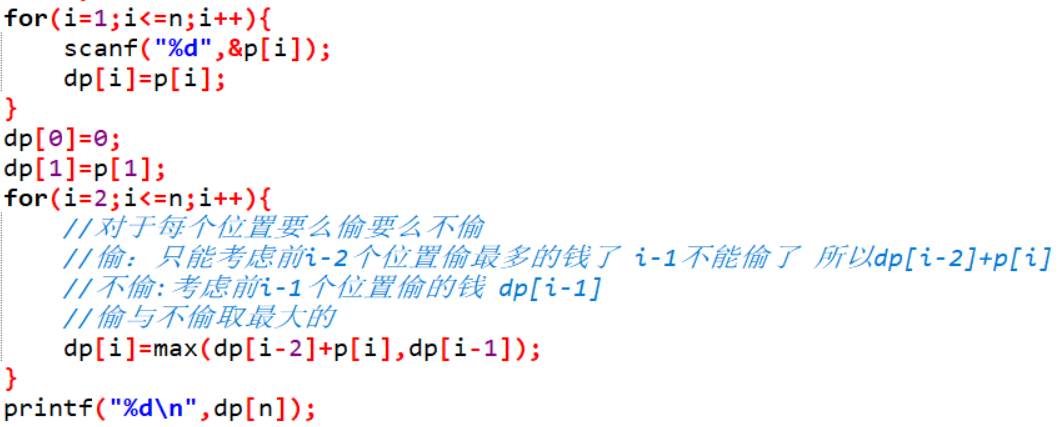 for(i=1;i<=n;i++){
    scanf("%d",&p[i]);
    dp[i]=p[i];
}
dp[0]=0;
dp[1]=p[1];
for(i=2;i<=n;i++){
    //对于每个位置要么偷要么不偷
    //偷：只能考虑前i-2个位置偷最多的钱了 i-1不能偷了 所以dp[i-2]+p[i]
    //不偷:考虑前i-1个位置偷的钱 dp[i-1]
    //偷与不偷取最大的
    dp[i]=max(dp[i-2]+p[i],dp[i-1]);
}
printf("%d\n",dp[n]);